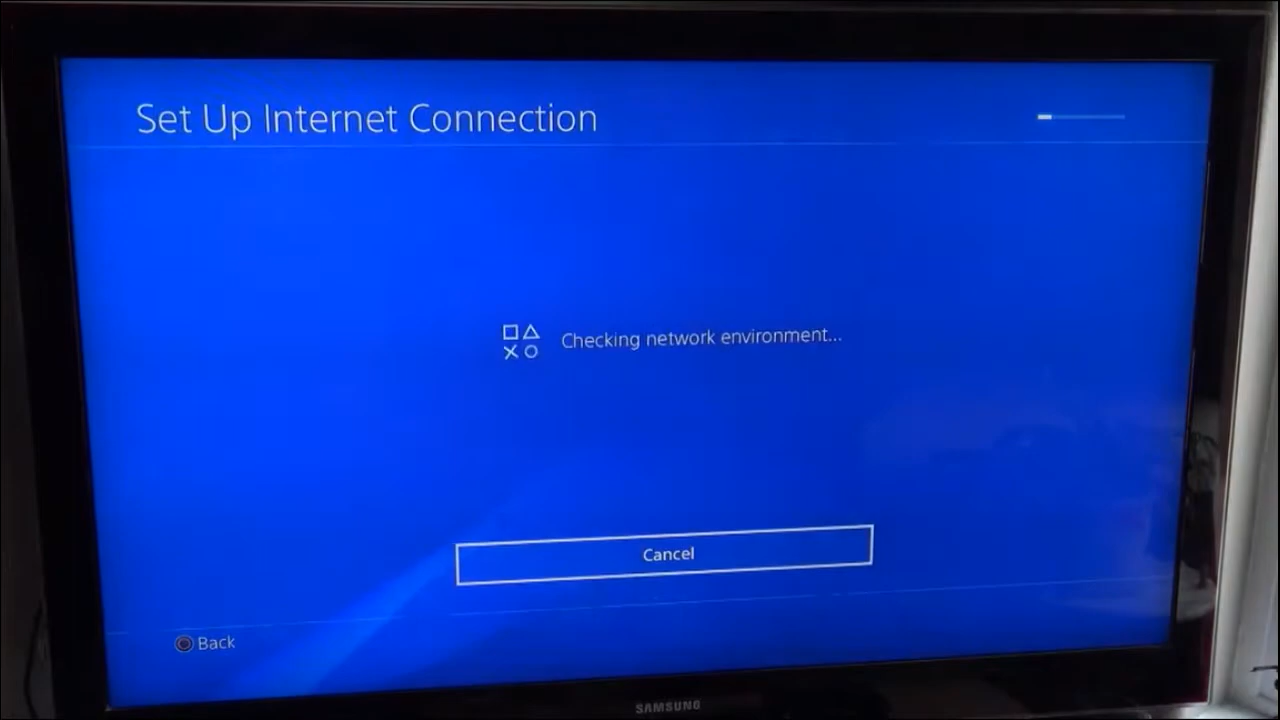 Set Up Internet Connection
Checking network environment...
Cancel
Back
SAMSUNG